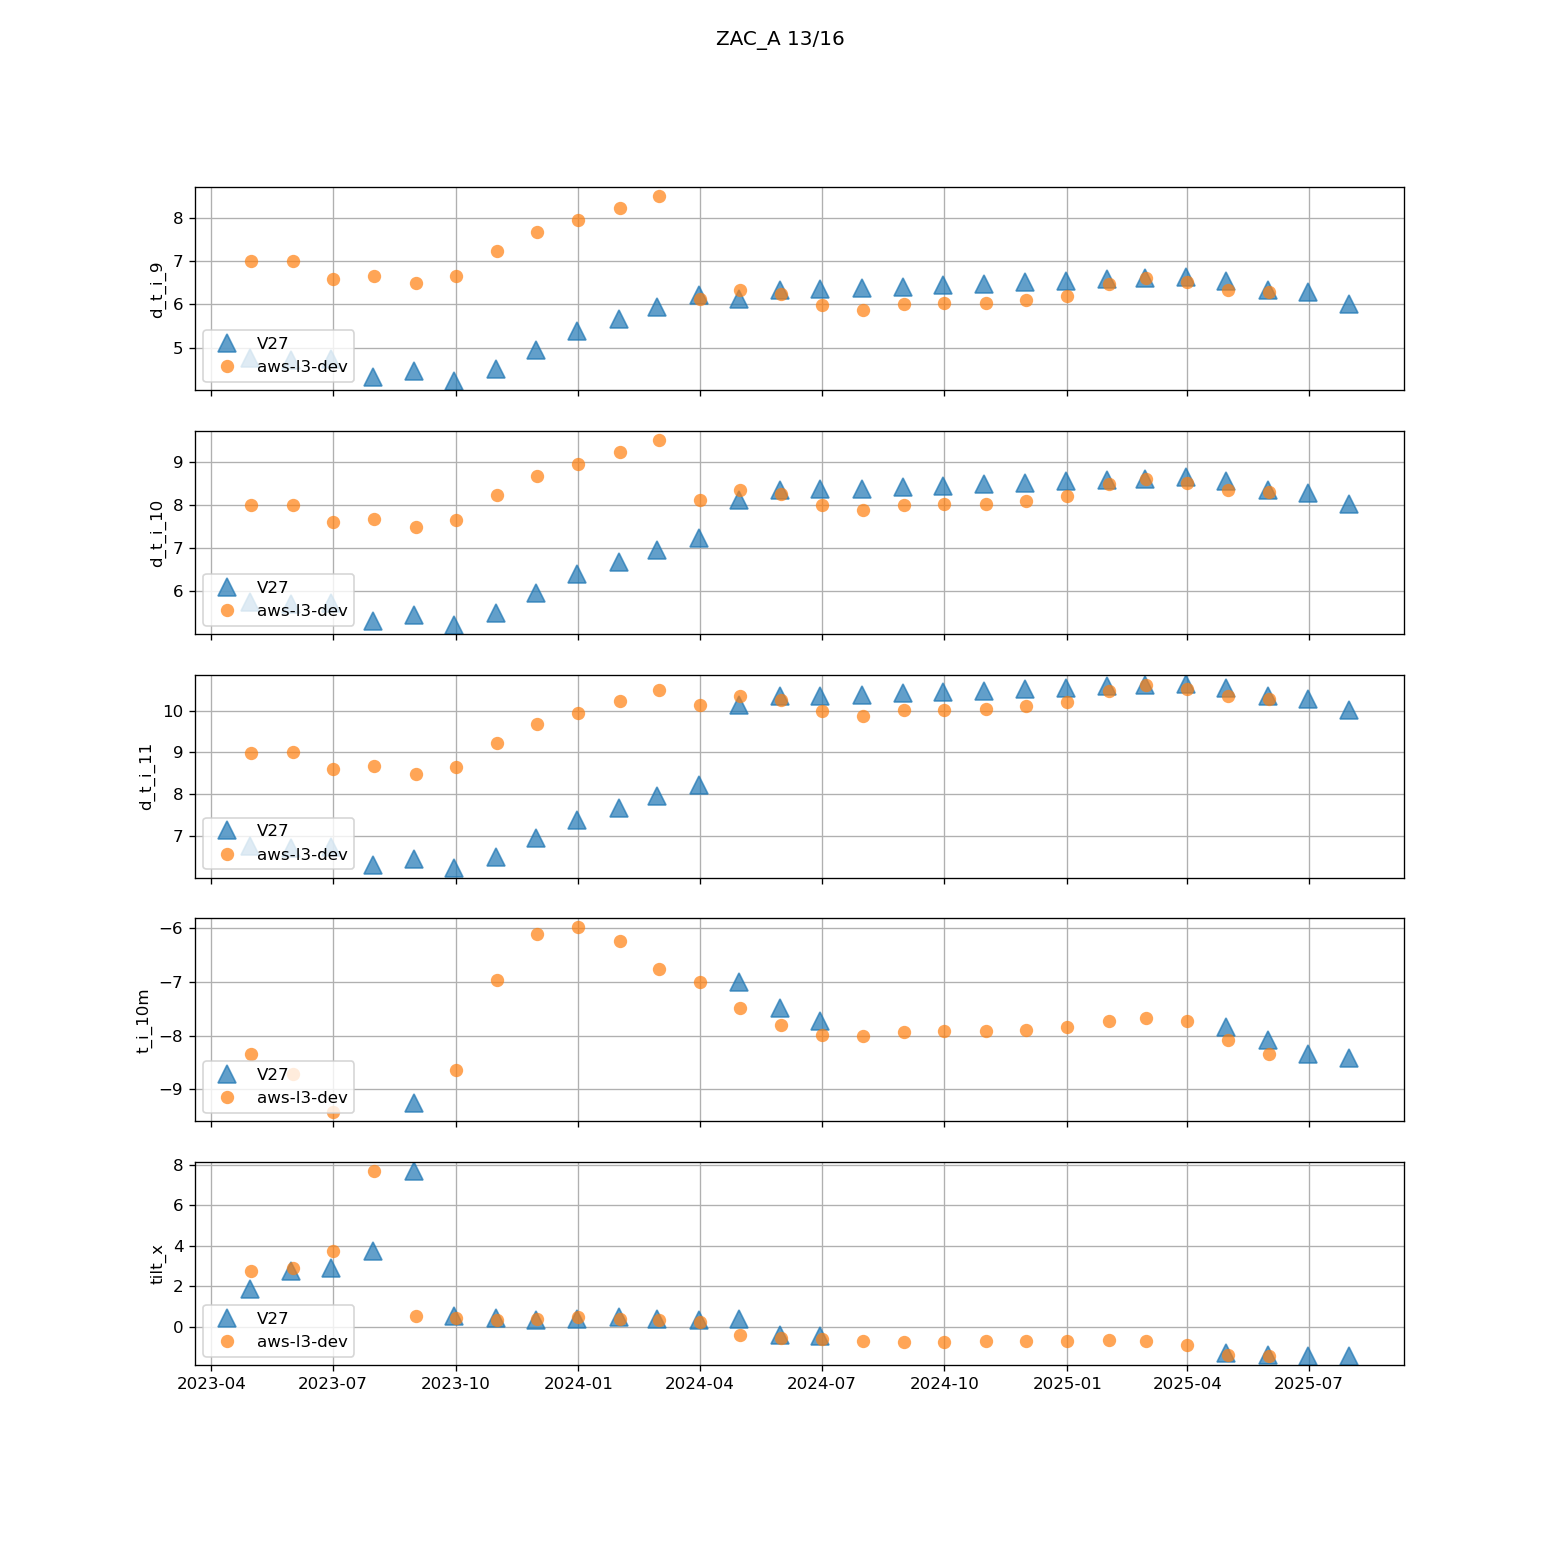 ZAC_A 13/16
8
7
6
5
d_t_i_9
V27
aws-l3-dev
9
8
7
6
d_t_i_10
V27
aws-l3-dev
10
9
8
7
d_t_i_11
V27
aws-l3-dev
−6
−7
−8
−9
t_i_10m
V27
aws-l3-dev
8
6
4
2
0
tilt_x
V27
aws-l3-dev
2023-04 2023-07 2023-10 2024-01 2024-04 2024-07 2024-10 2025-01 2025-04 2025-07